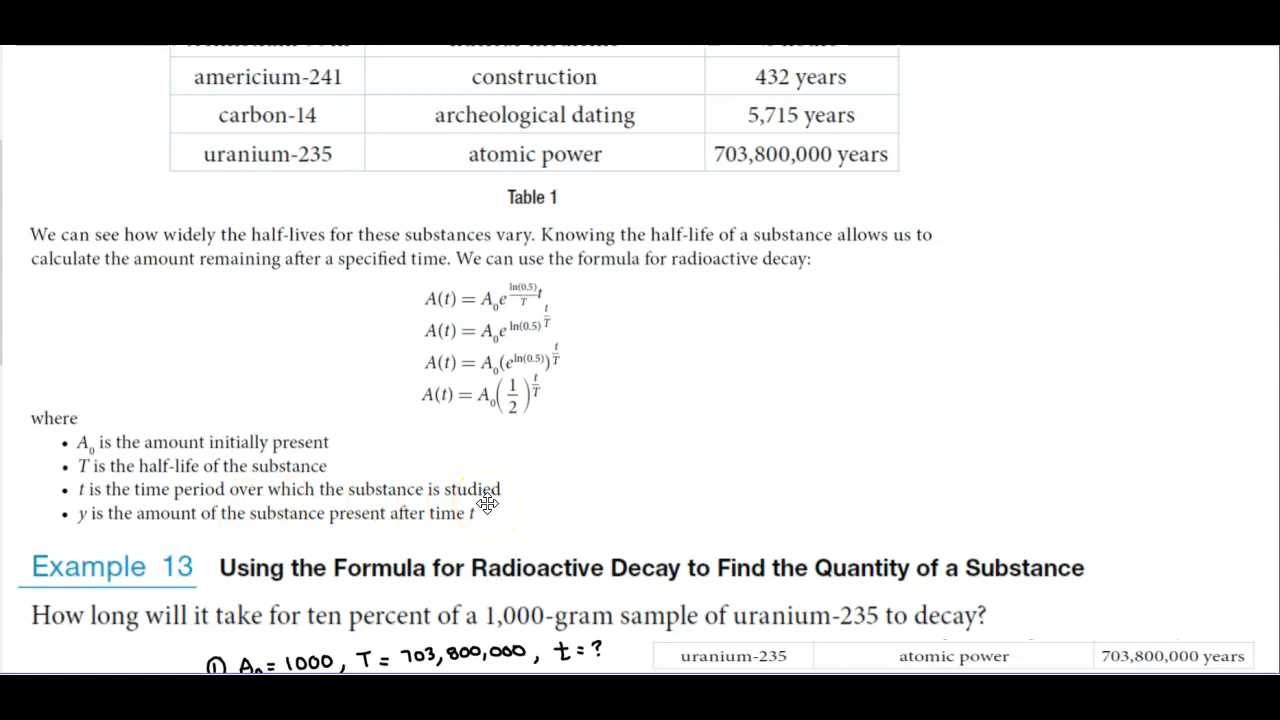 americium-241 construction 432 years
carbon-14 archeological dating 5,715 years
uranium-235 atomic power 703,800,000 years
Table 1
We can see how widely the half-lives for these substances vary. Knowing the half-life of a substance allows us to
calculate the amount remaining after a specified time. We can use the formula for radioactive decay:
A(t) = A₀e^(ln(0.5)/T)t
A(t) = A₀e^ln(0.5) t/T
A(t) = A₀(e^ln(0.5))^t/T
A(t) = A₀(1/2)^t/T
where
• A₀ is the amount initially present
• T is the half-life of the substance
• t is the time period over which the substance is studied
• y is the amount of the substance present after time t
Example 13 Using the Formula for Radioactive Decay to Find the Quantity of a Substance
How long will it take for ten percent of a 1,000-gram sample of uranium-235 to decay?
① A₀ = 1000, T = 703,800,000, t = ?
uranium-235 atomic power 703,800,000 years